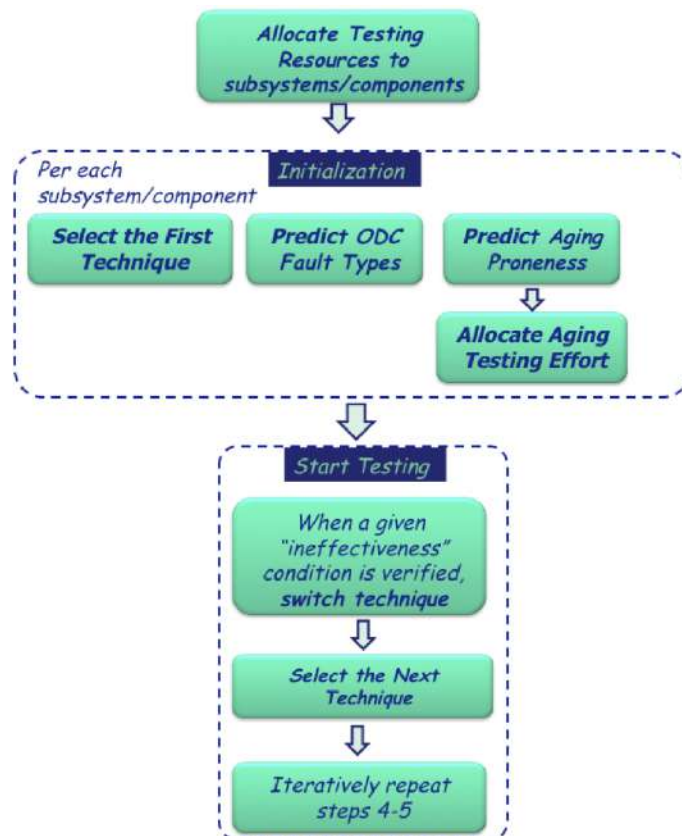 Allocate Testing
Resources to
subsystems/components
Initialization
Per each
subsystem/component
Select the First
Technique
Predict ODC
Fault Types
Predict Aging
Proneness
Allocate Aging
Testing Effort
Start Testing
When a given
"ineffectiveness"
condition is verified,
switch technique
Select the Next
Technique
Iteratively repeat
steps 4-5